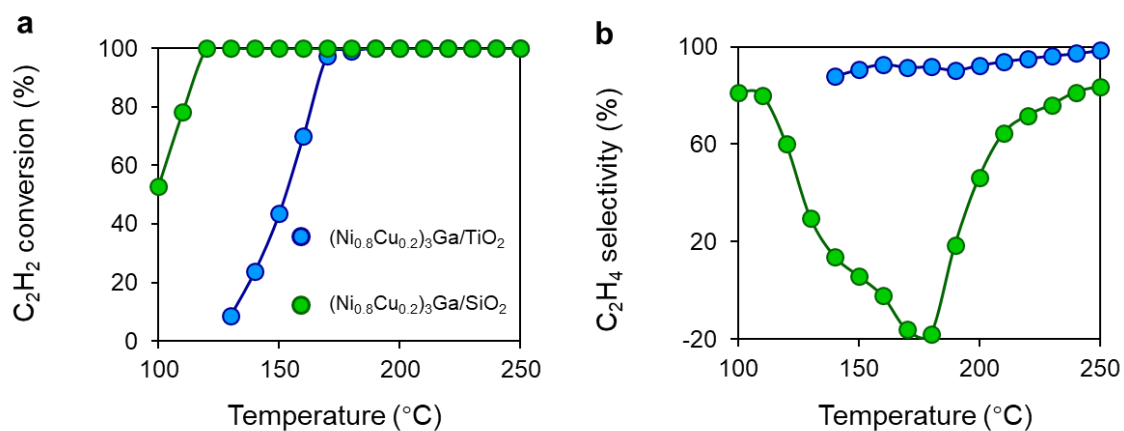 a
C₂H₂ conversion (%)
100
80
60
40
20
0
(Ni₀.₈Cu₀.₂)₃Ga/TiO₂
(Ni₀.₈Cu₀.₂)₃Ga/SiO₂
100
150
200
250
Temperature (°C)
b
C₂H₄ selectivity (%)
100
60
20
-20
100
150
200
250
Temperature (°C)